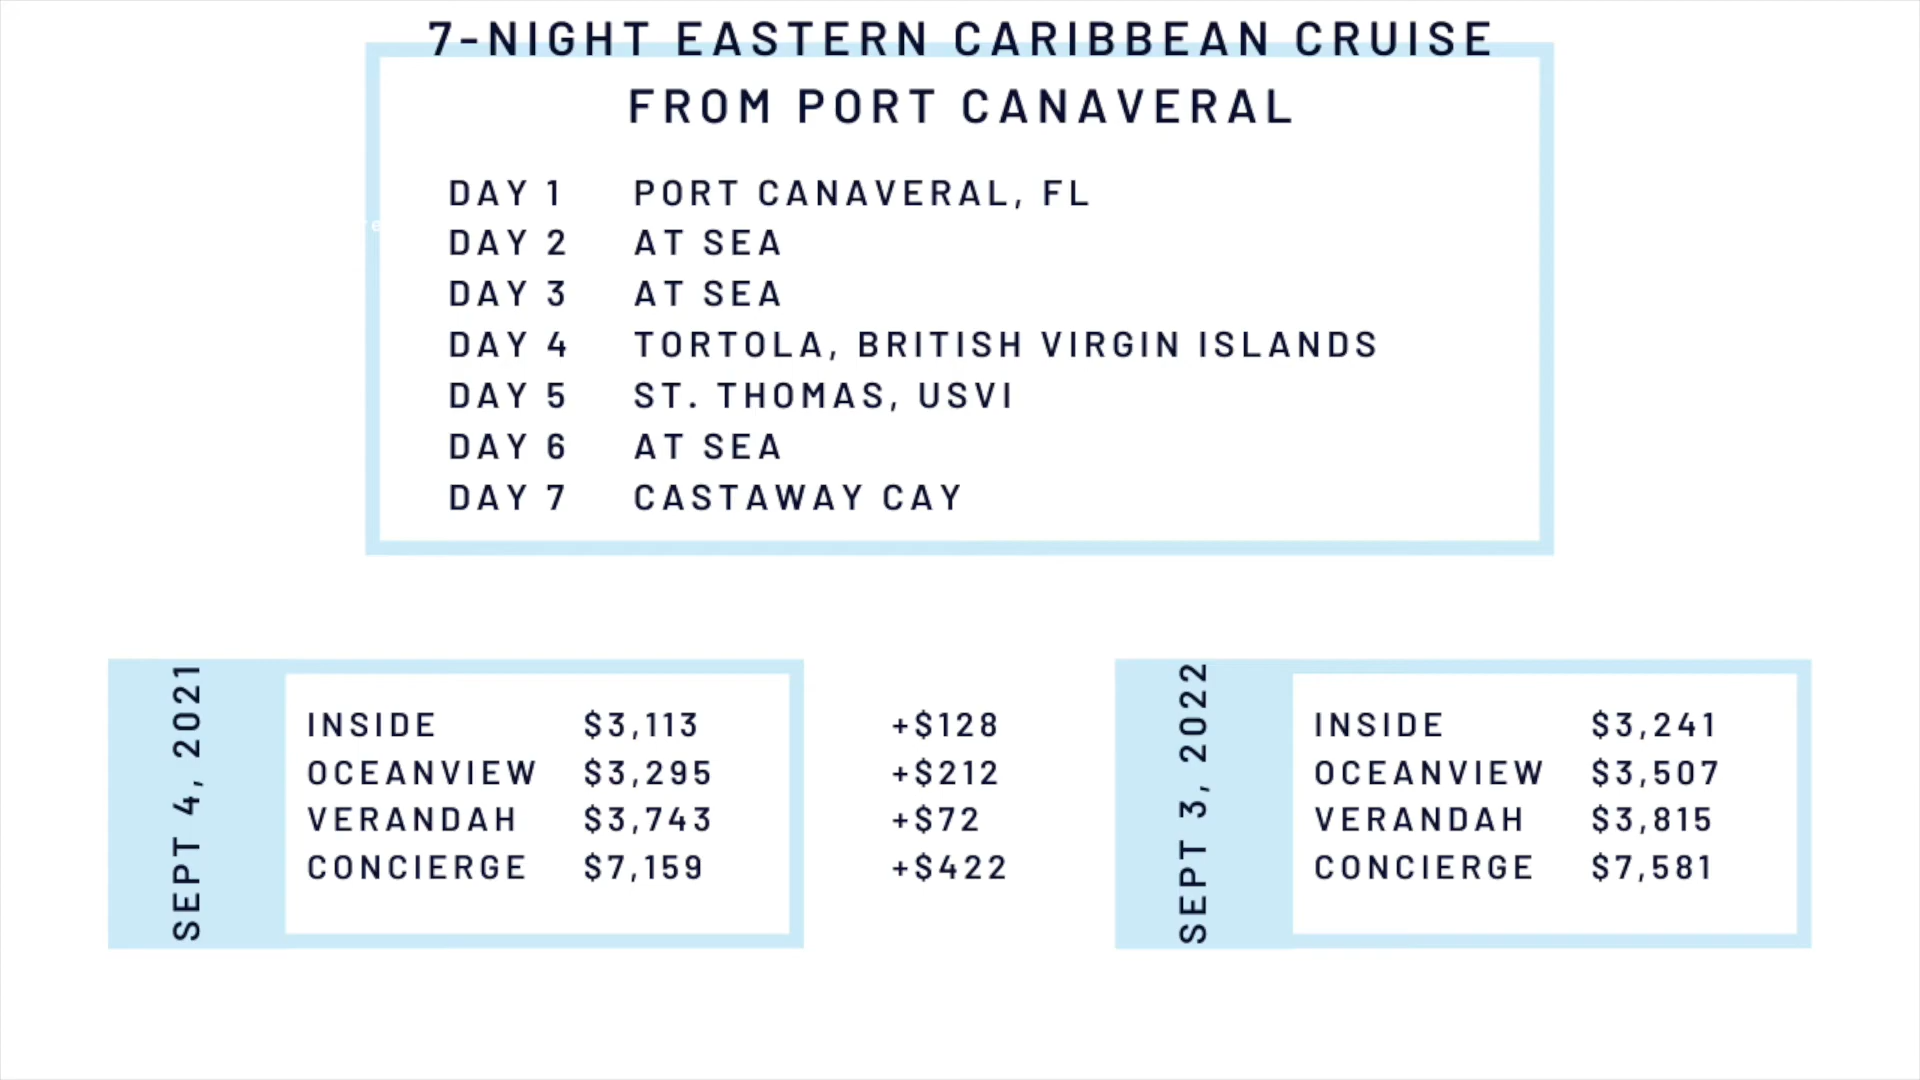 7-NIGHT EASTERN CARIBBEAN CRUISE
FROM PORT CANAVERAL
DAY 1 PORT CANAVERAL, FL
DAY 2 AT SEA
DAY 3 AT SEA
DAY 4 TORTOLA, BRITISH VIRGIN ISLANDS
DAY 5 ST. THOMAS, USVI
DAY 6 AT SEA
DAY 7 CASTAWAY CAY
SEPT 4, 2021
INSIDE $3,113
OCEANVIEW $3,295
VERANDAH $3,743
CONCIERGE $7,159
+$128
+$212
+$72
+$422
SEPT 3, 2022
INSIDE $3,241
OCEANVIEW $3,507
VERANDAH $3,815
CONCIERGE $7,581